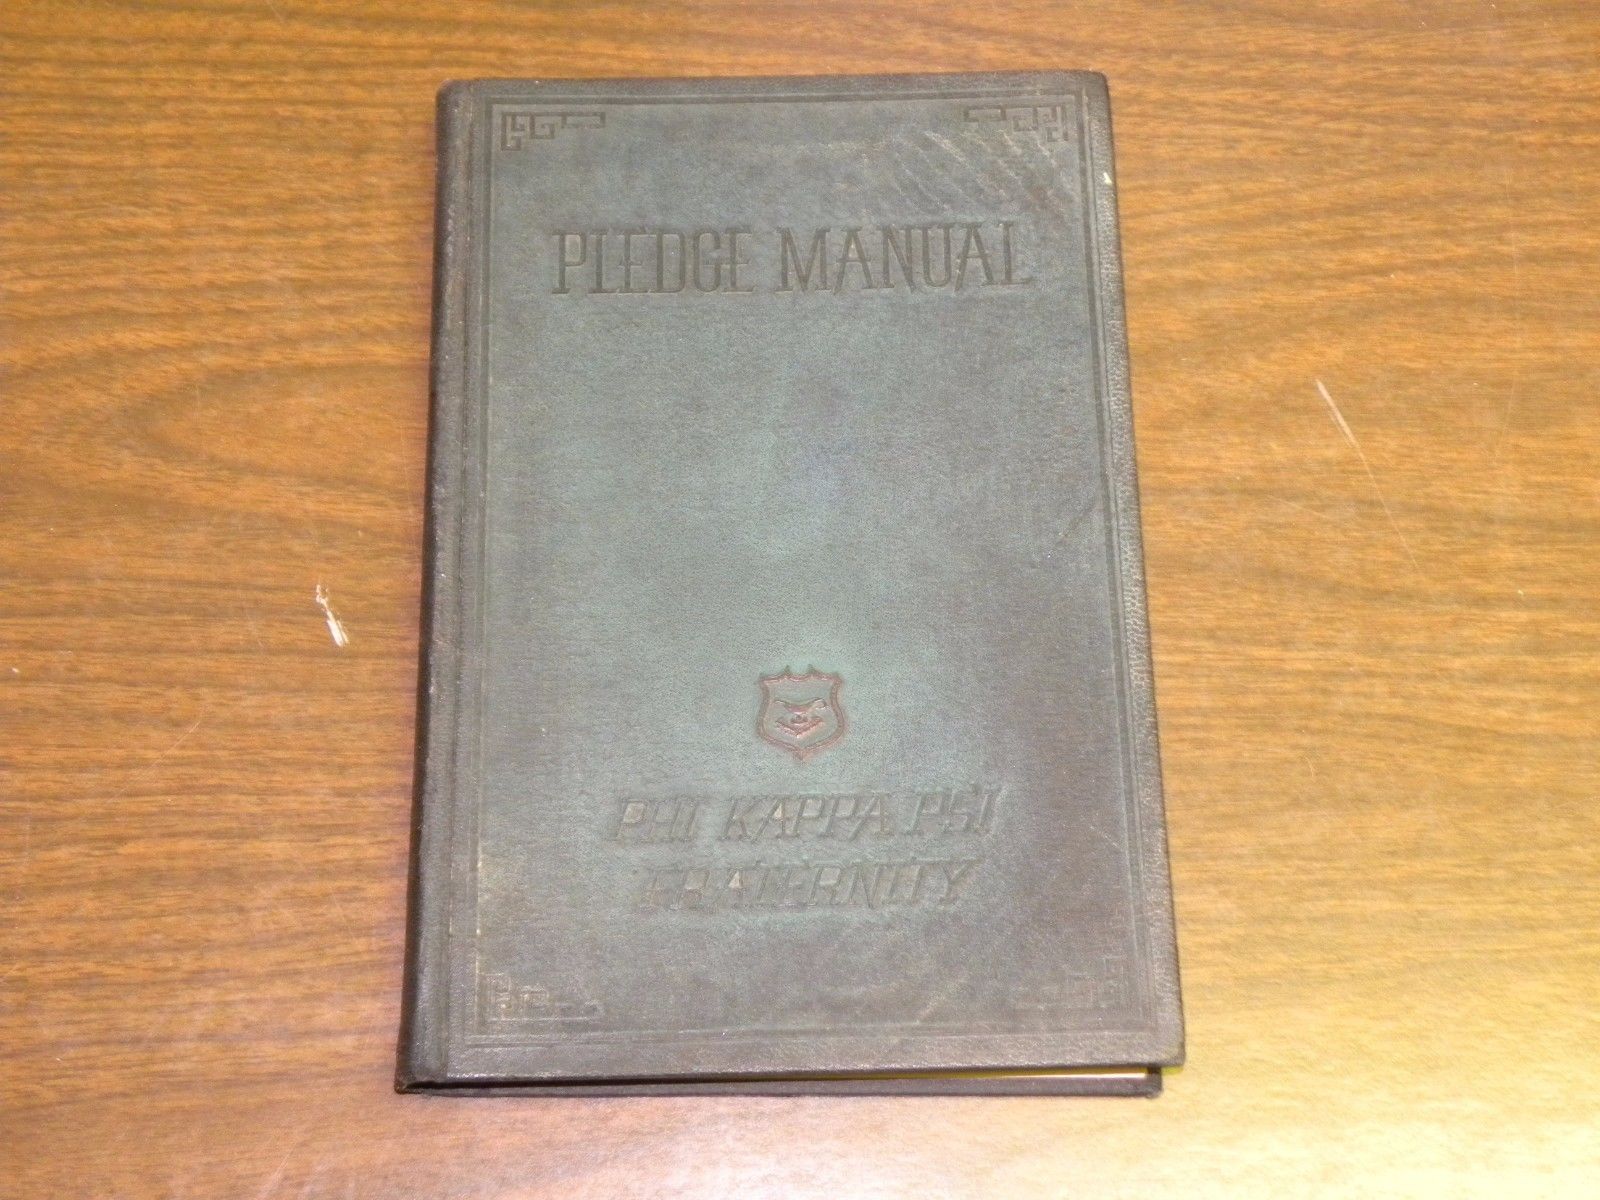 PLEDGE MANUAL
PHI KAPPA PSI
FRATERNITY